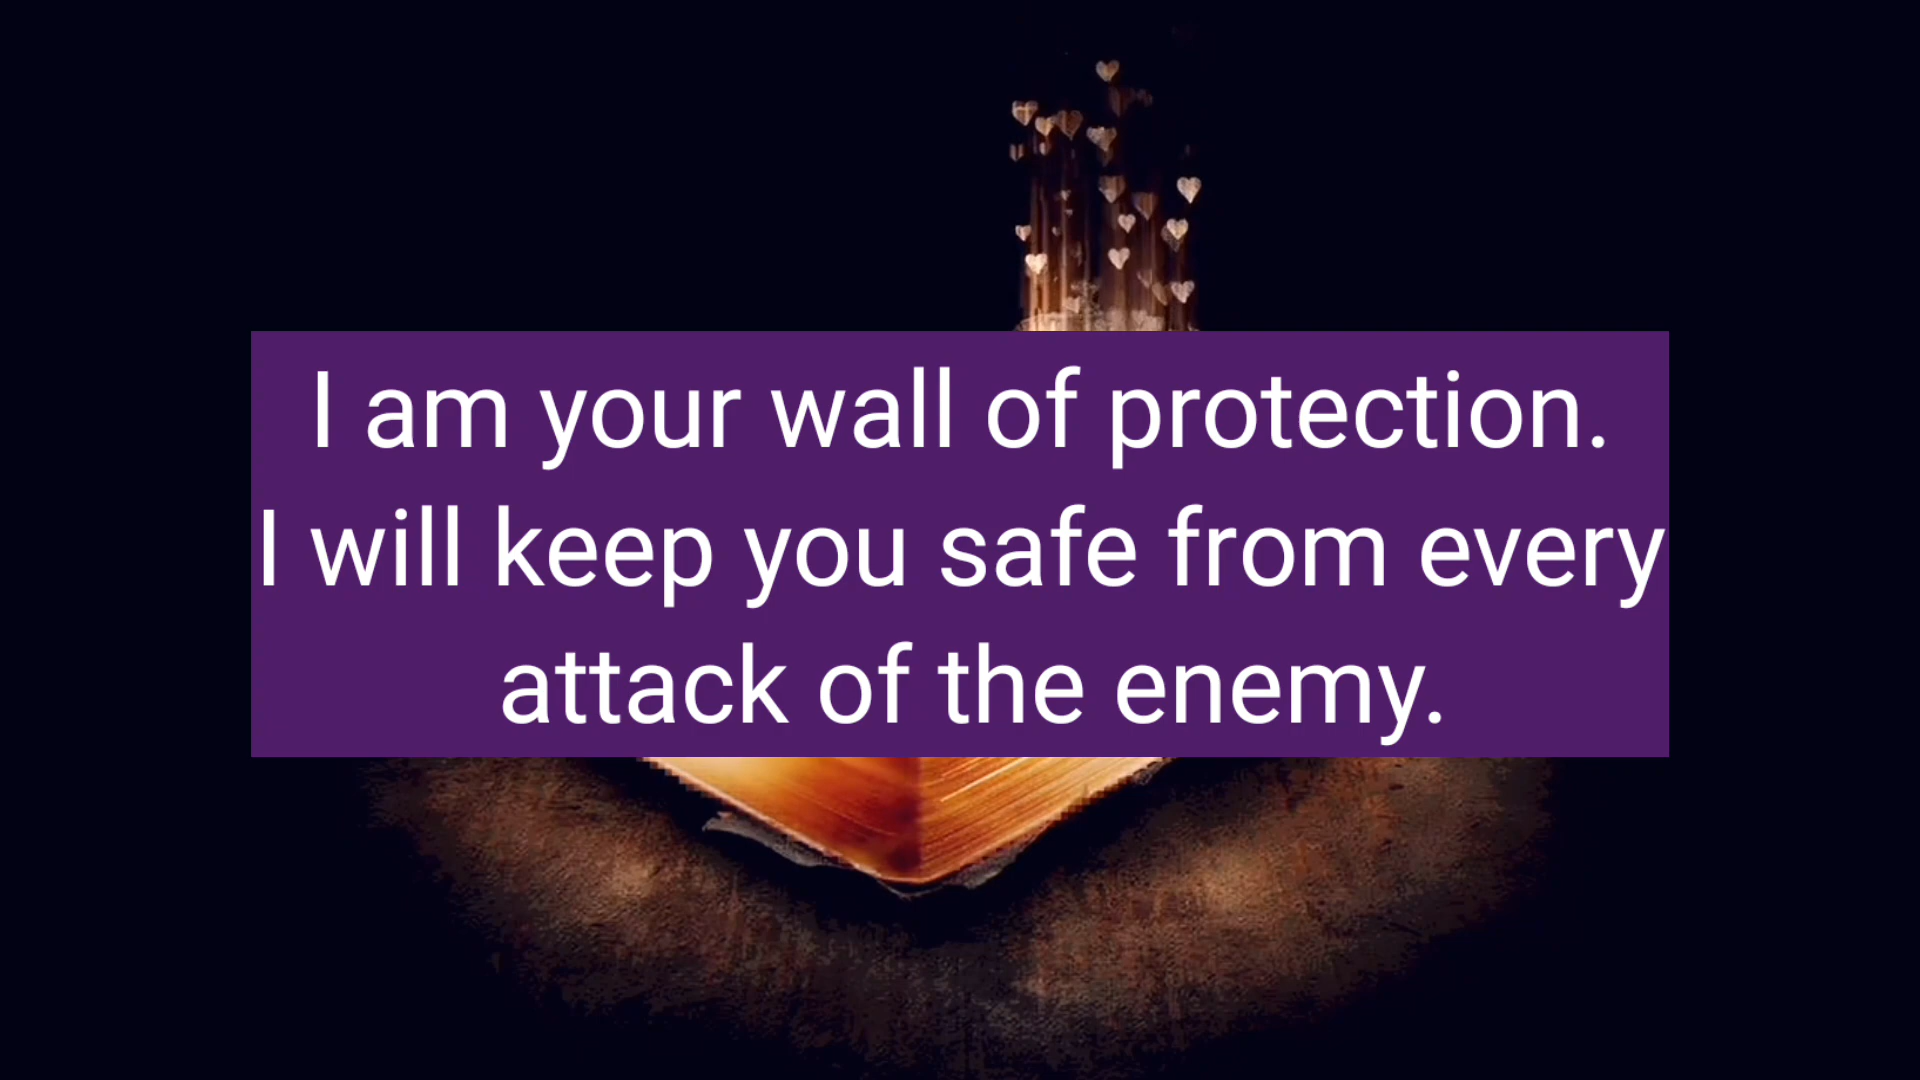 I am your wall of protection.
I will keep you safe from every
attack of the enemy.